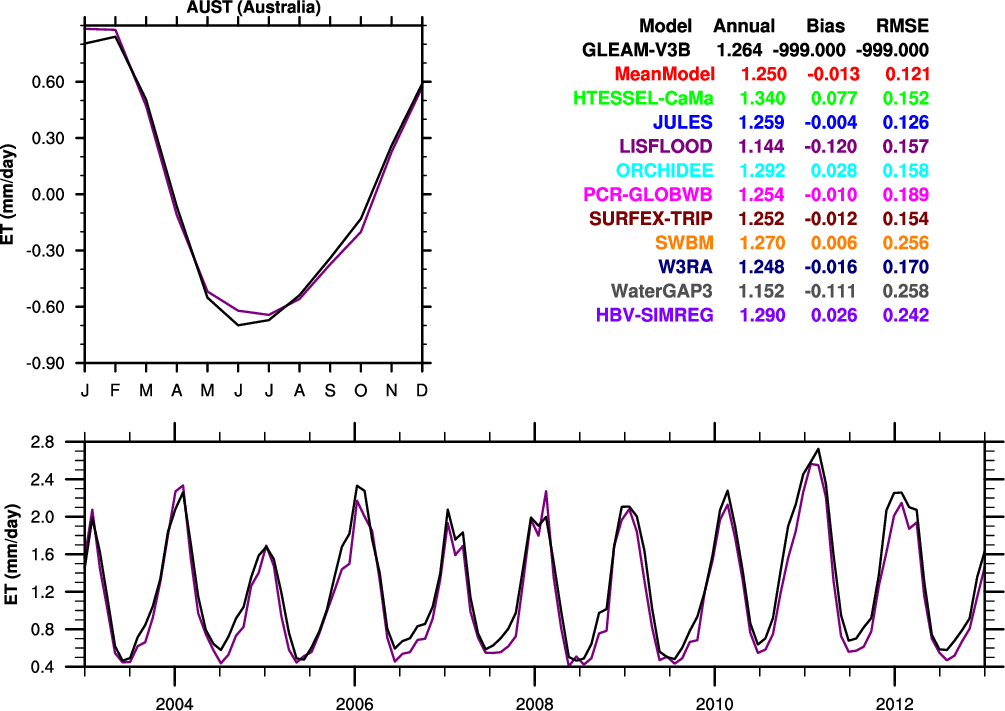 AUST (Australia)
Model Annual Bias RMSE
GLEAM-V3B 1.264 -999.000 -999.000
MeanModel 1.250 -0.013 0.121
HTESSEL-CaMa 1.340 0.077 0.152
JULES 1.259 -0.004 0.126
LISFLOOD 1.144 -0.120 0.157
ORCHIDEE 1.292 0.028 0.158
PCR-GLOBWB 1.254 -0.010 0.189
SURFEX-TRIP 1.252 -0.012 0.154
SWBM 1.270 0.006 0.256
W3RA 1.248 -0.016 0.170
WaterGAP3 1.152 -0.111 0.258
HBV-SIMREG 1.290 0.026 0.242
ET (mm/day)
0.60
0.30
0.00
-0.30
-0.60
-0.90
J F M A M J J A S O N D
ET (mm/day)
2.8
2.4
2.0
1.6
1.2
0.8
0.4
2004 2006 2008 2010 2012